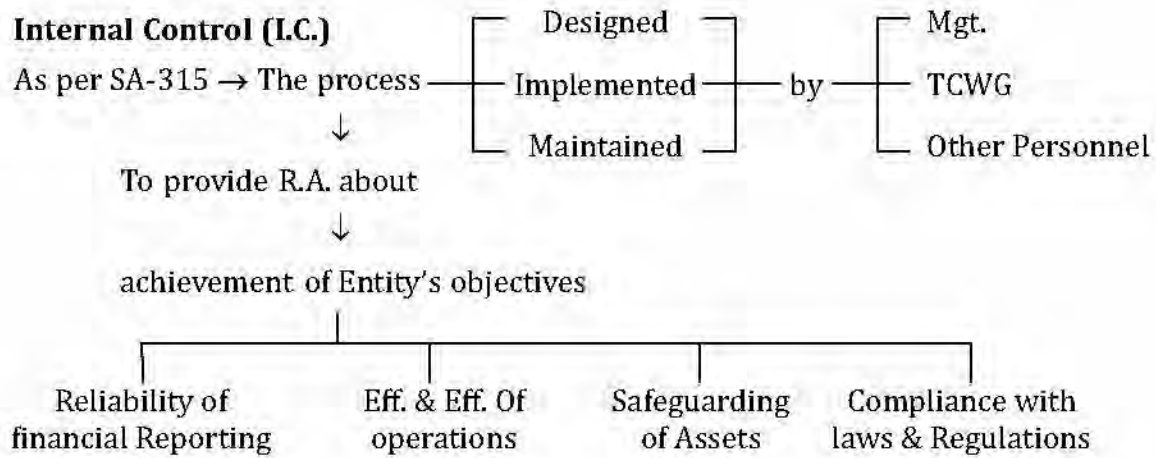 Internal Control (I.C.)
Designed
Mgt.
As per SA-315 → The process
Implemented
by
TCWG
Maintained
Other Personnel
↓
To provide R.A. about
↓
achievement of Entity's objectives
Reliability of
financial Reporting
Eff. & Eff. Of
operations
Safeguarding
of Assets
Compliance with
laws & Regulations